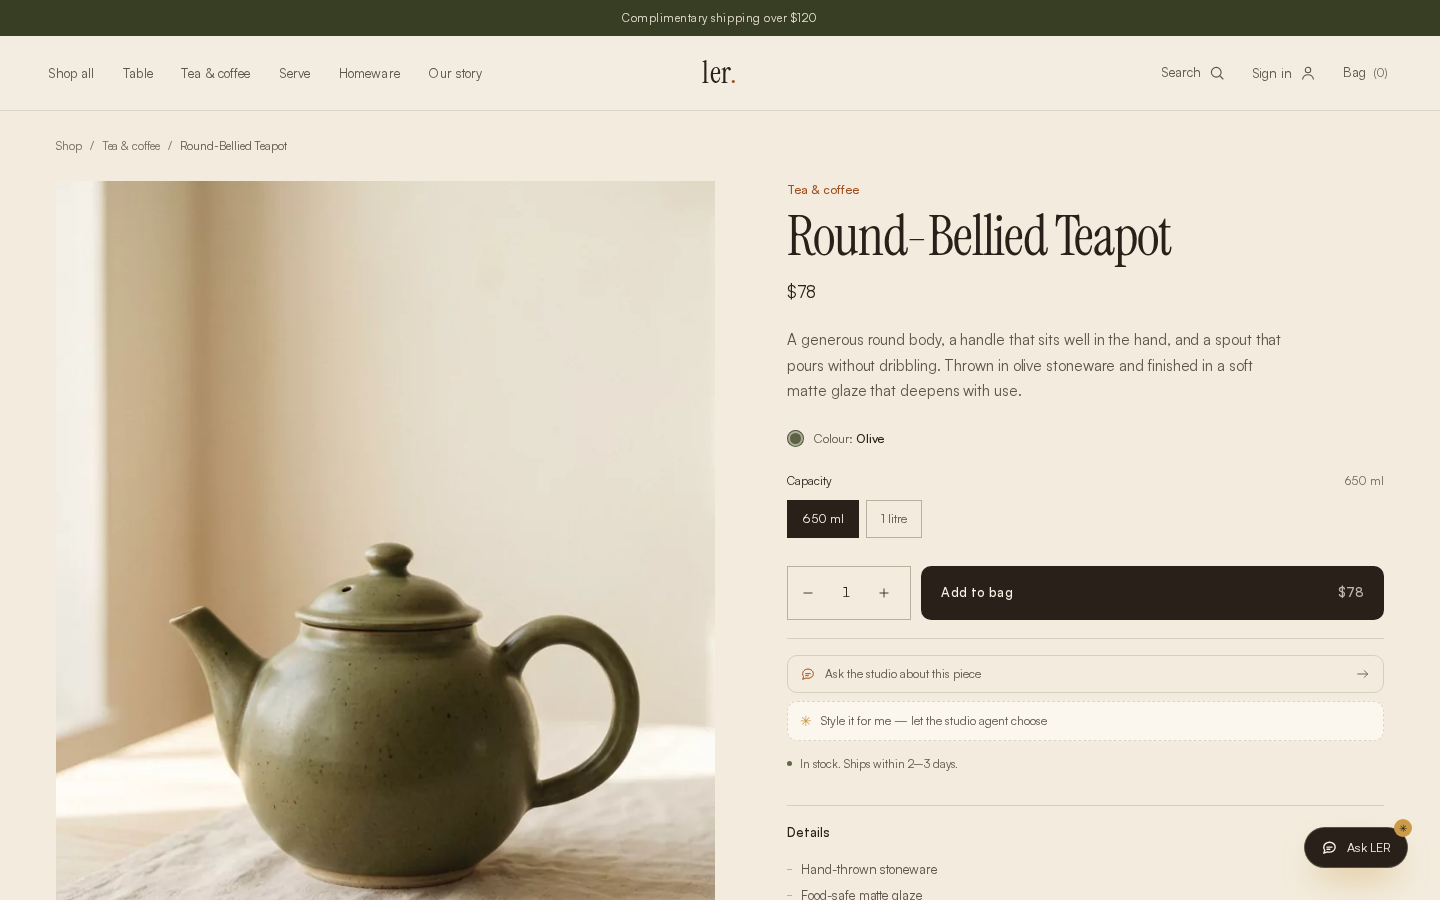 Complimentary shipping over $120
Shop all
Table
Tea & coffee
Serve
Homeware
Our story
ler.
Search
Sign in
Bag (0)
Shop / Tea & coffee / Round-Bellied Teapot
Tea & coffee
Round-Bellied Teapot
$78
A generous round body, a handle that sits well in the hand, and a spout that
pours without dribbling. Thrown in olive stoneware and finished in a soft
matte glaze that deepens with use.
Colour: Olive
Capacity
650 ml
650 ml
1 litre
1
Add to bag
$78
Ask the studio about this piece
Style it for me — let the studio agent choose
In stock. Ships within 2–3 days.
Details
Hand-thrown stoneware
Food-safe matte glaze
Ask LER